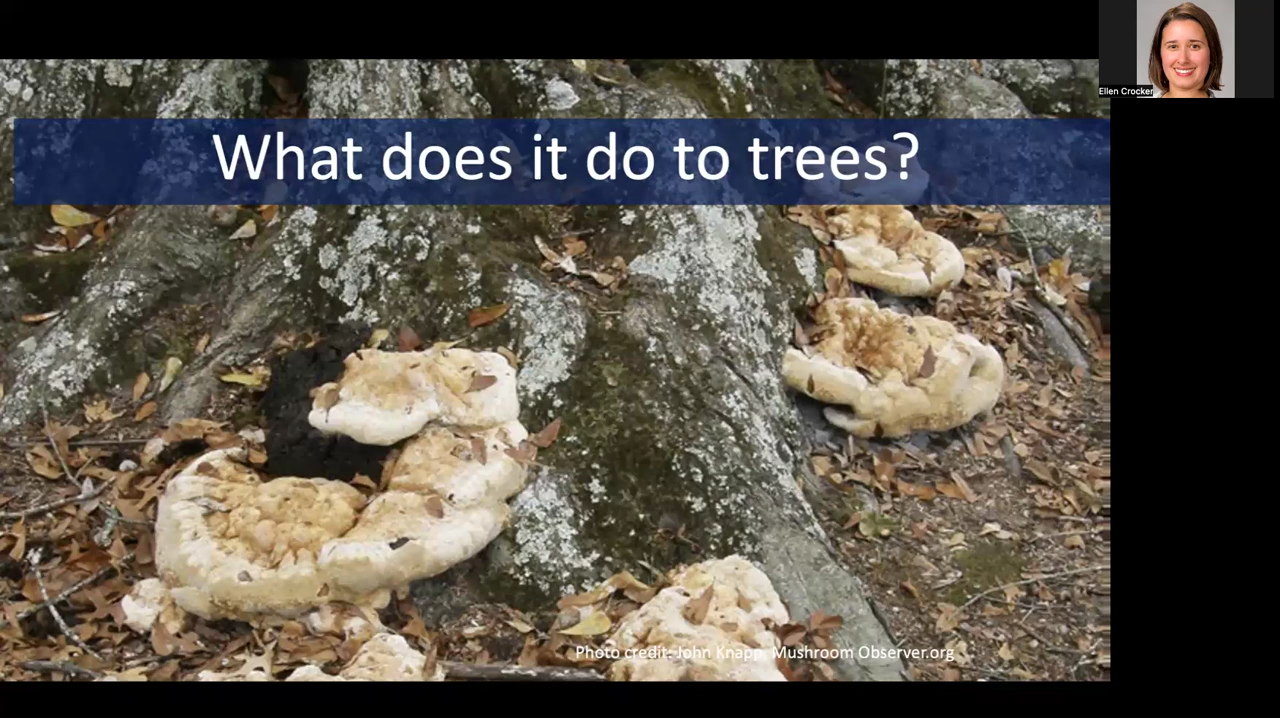 Ellen Crocker
What does it do to trees?
Photo credit: John Knapp, Mushroom Observer.org